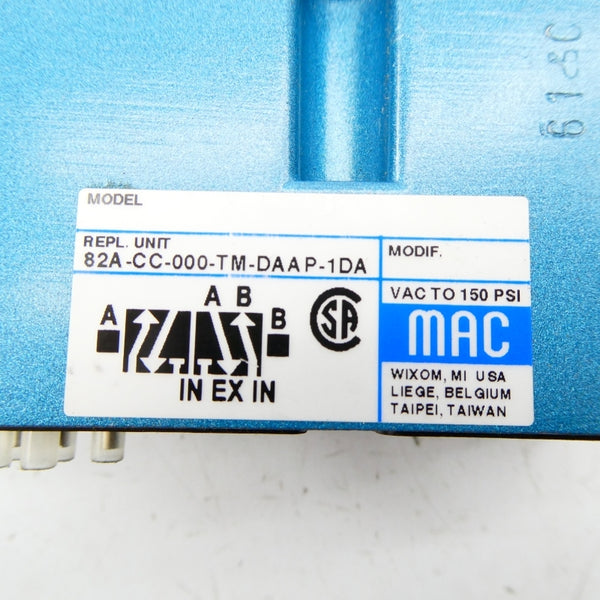 MODEL
REPL. UNIT
82A-CC-000-TM-DAAP-1DA
MODIF.
A B
A B
IN EX IN
CSA
VAC TO 150 PSI
MAC
WIXOM, MI USA
LIEGE, BELGIUM
TAIPEI, TAIWAN